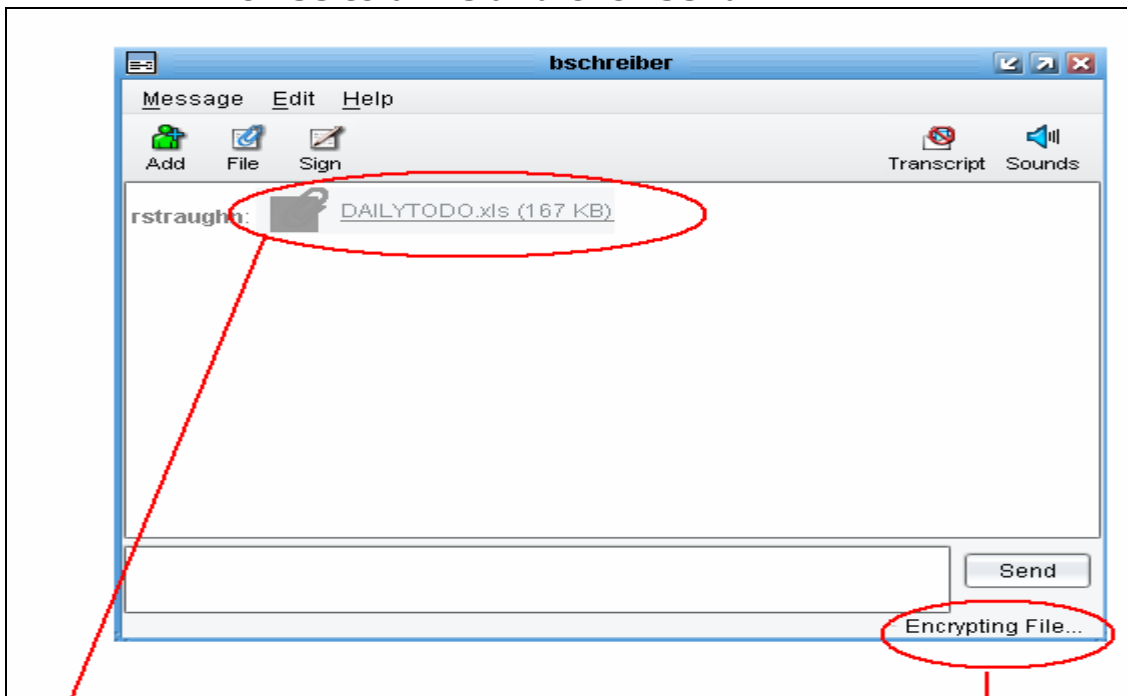 bschreiber
Message Edit Help
Add File Sign Transcript Sounds
rstraughn: DAILYTODO.xls (167 KB)
Send
Encrypting File...